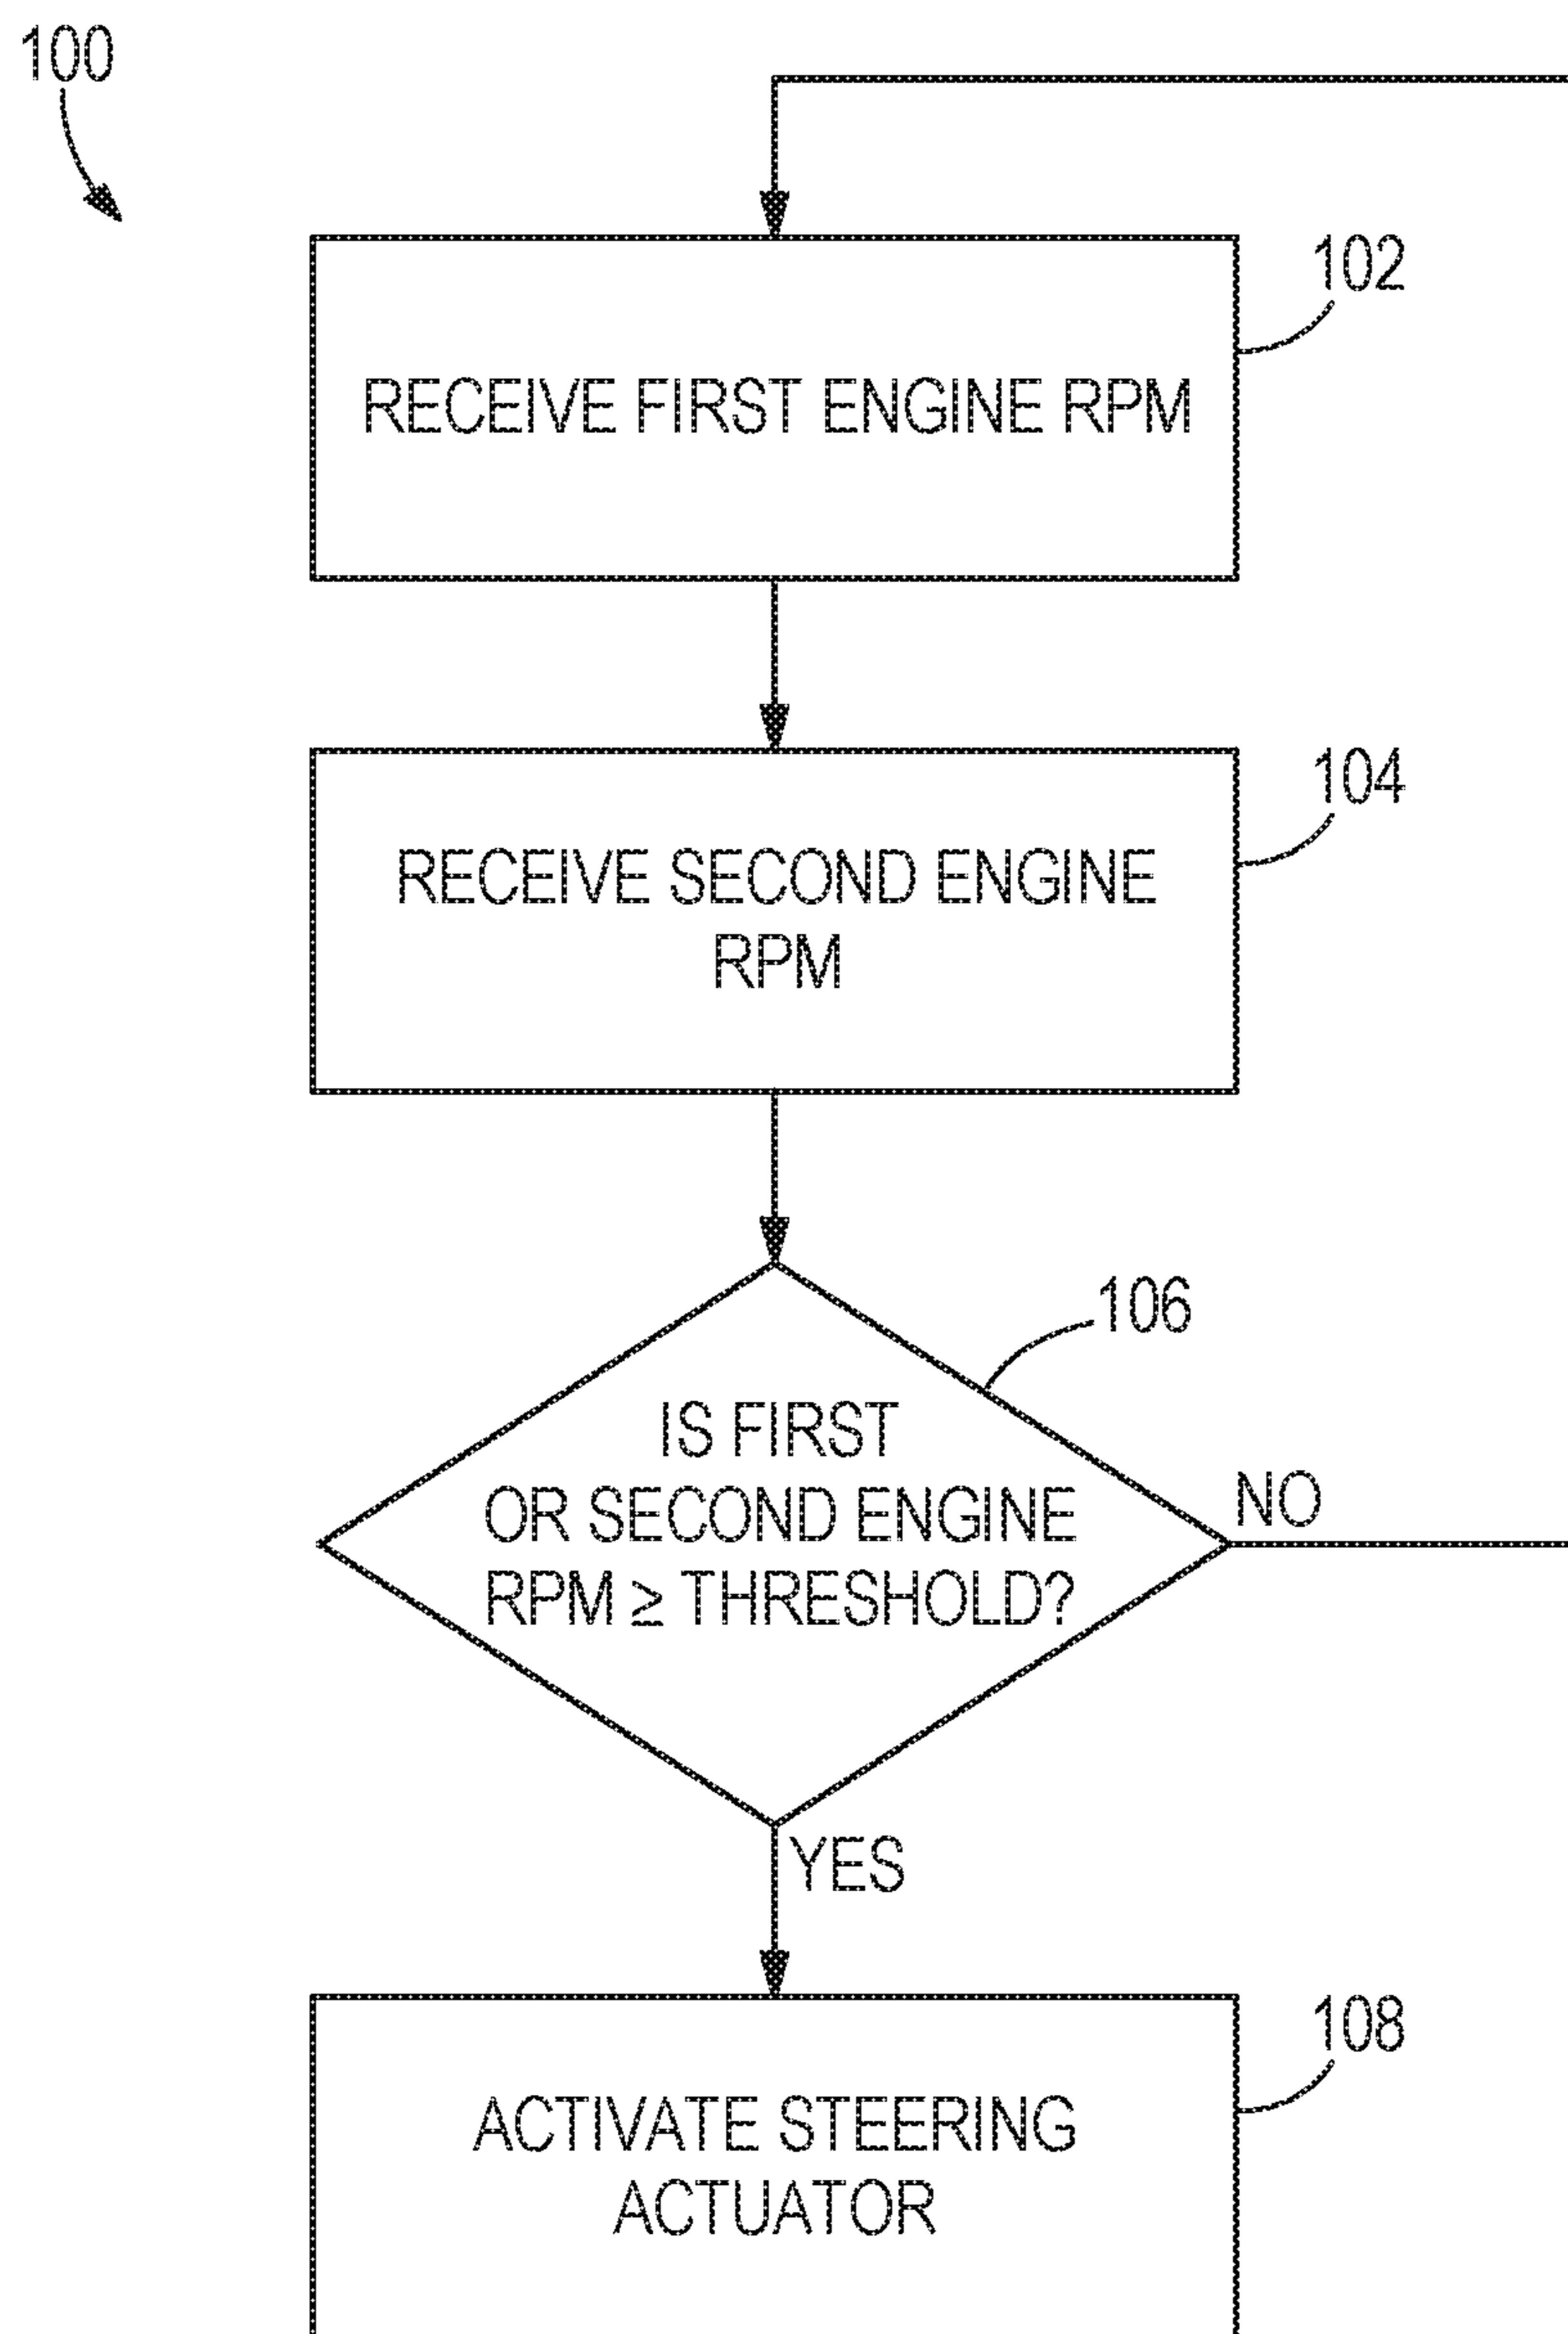 100
102
RECEIVE FIRST ENGINE RPM
104
RECEIVE SECOND ENGINE
RPM
106
IS FIRST
OR SECOND ENGINE
RPM ≥ THRESHOLD?
NO
YES
108
ACTIVATE STEERING
ACTUATOR